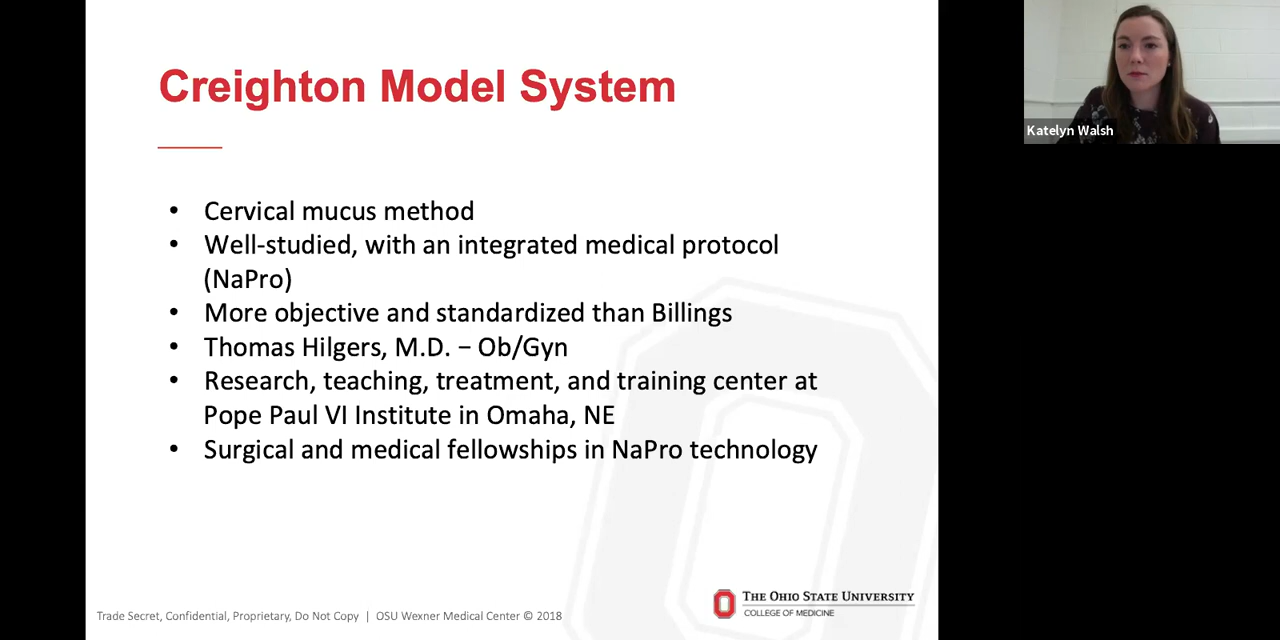 Creighton Model System
• Cervical mucus method
• Well-studied, with an integrated medical protocol
(NaPro)
• More objective and standardized than Billings
• Thomas Hilgers, M.D. – Ob/Gyn
• Research, teaching, treatment, and training center at
Pope Paul VI Institute in Omaha, NE
• Surgical and medical fellowships in NaPro technology
Trade Secret, Confidential, Proprietary, Do Not Copy | OSU Wexner Medical Center © 2018
THE OHIO STATE UNIVERSITY
COLLEGE OF MEDICINE
Katelyn Walsh